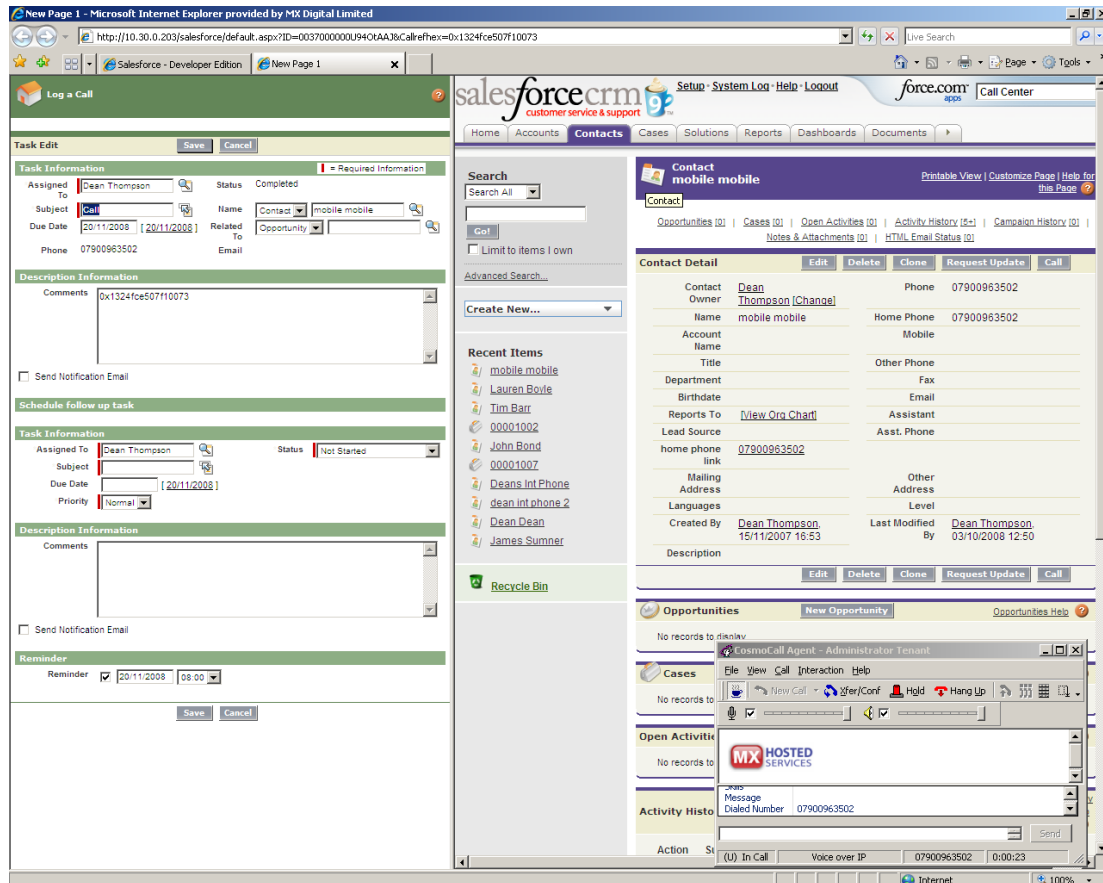 New Page 1 - Microsoft Internet Explorer provided by MX Digital Limited
http://10.30.0.203/salesforce/default.aspx?ID=0037000000U94OtAAJ&Callrefhex=0x1324fce507f10073
Live Search
Salesforce - Developer Edition
New Page 1
Page
Tools
Log a Call
Task Edit
Save
Cancel
Task Information
= Required Information
Assigned To
Dean Thompson
Status
Completed
Subject
Call
Name
Contact
mobile mobile
Due Date
20/11/2008
[ 20/11/2008 ]
Related To
Opportunity
Phone
07900963502
Email
Description Information
Comments
0x1324fce507f10073
Send Notification Email
Schedule follow up task
Task Information
Assigned To
Dean Thompson
Status
Not Started
Subject
Due Date
[ 20/11/2008 ]
Priority
Normal
Description Information
Comments
Send Notification Email
Reminder
Reminder
20/11/2008
08:00
Save
Cancel
salesforcecrm
customer service & support
9
Setup · System Log · Help · Logout
force.com
apps
Call Center
Home
Accounts
Contacts
Cases
Solutions
Reports
Dashboards
Documents
Search
Search All
Go!
Limit to items I own
Advanced Search...
Create New...
Recent Items
mobile mobile
Lauren Boyle
Tim Barr
00001002
John Bond
00001007
Deans Int Phone
dean int phone 2
Dean Dean
James Sumner
Recycle Bin
Contact
mobile mobile
Contact
Printable View | Customize Page | Help for this Page
Opportunities [0] | Cases [0] | Open Activities [0] | Activity History [5+] | Campaign History [0] |
Notes & Attachments [0] | HTML Email Status [0]
Contact Detail
Edit
Delete
Clone
Request Update
Call
Contact Owner
Dean Thompson [Change]
Phone
07900963502
Name
mobile mobile
Home Phone
07900963502
Account Name
Mobile
Title
Other Phone
Department
Fax
Birthdate
Email
Reports To
[View Org Chart]
Assistant
Lead Source
Asst. Phone
home phone link
07900963502
Mailing Address
Other Address
Languages
Level
Created By
Dean Thompson, 15/11/2007 16:53
Last Modified By
Dean Thompson, 03/10/2008 12:50
Description
Edit
Delete
Clone
Request Update
Call
Opportunities
New Opportunity
Opportunities Help
No records to display
Cases
No records to
Open Activitie
No records to
Activity Histo
Action
CosmoCall Agent - Administrator Tenant
File View Call Interaction Help
New Call
Xfer/Conf
Hold
Hang Up
MX HOSTED SERVICES
Skills
Message
Dialed Number
07900963502
Send
(U) In Call
Voice over IP
07900963502
0:00:23
Internet
100%